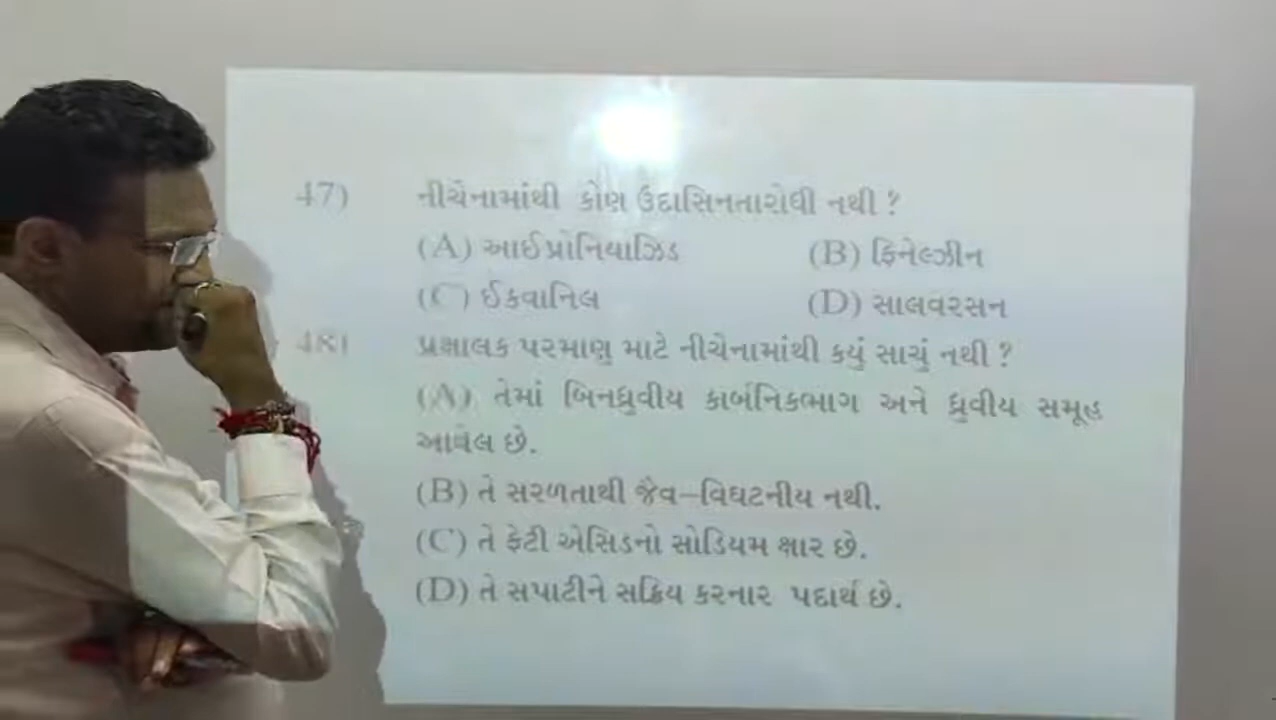 47) નીચેનામાંથી કોણ ઉદાસિનતારોધી નથી ?
(A) આઈપ્રોનિયાઝિડ (B) ફિનેલ્ઝીન
(C) ઈકવાનિલ (D) સાલવરસન
48) પ્રક્ષાલક પરમાણુ માટે નીચેનામાંથી કયું સાચું નથી ?
(A) તેમાં બિનધ્રુવીય કાર્બનિકભાગ અને ધ્રુવીય સમૂહ
આવેલ છે.
(B) તે સરળતાથી જૈવ–વિઘટનીય નથી.
(C) તે ફેટી એસિડનો સોડિયમ ક્ષાર છે.
(D) તે સપાટીને સક્રિય કરનાર પદાર્થ છે.